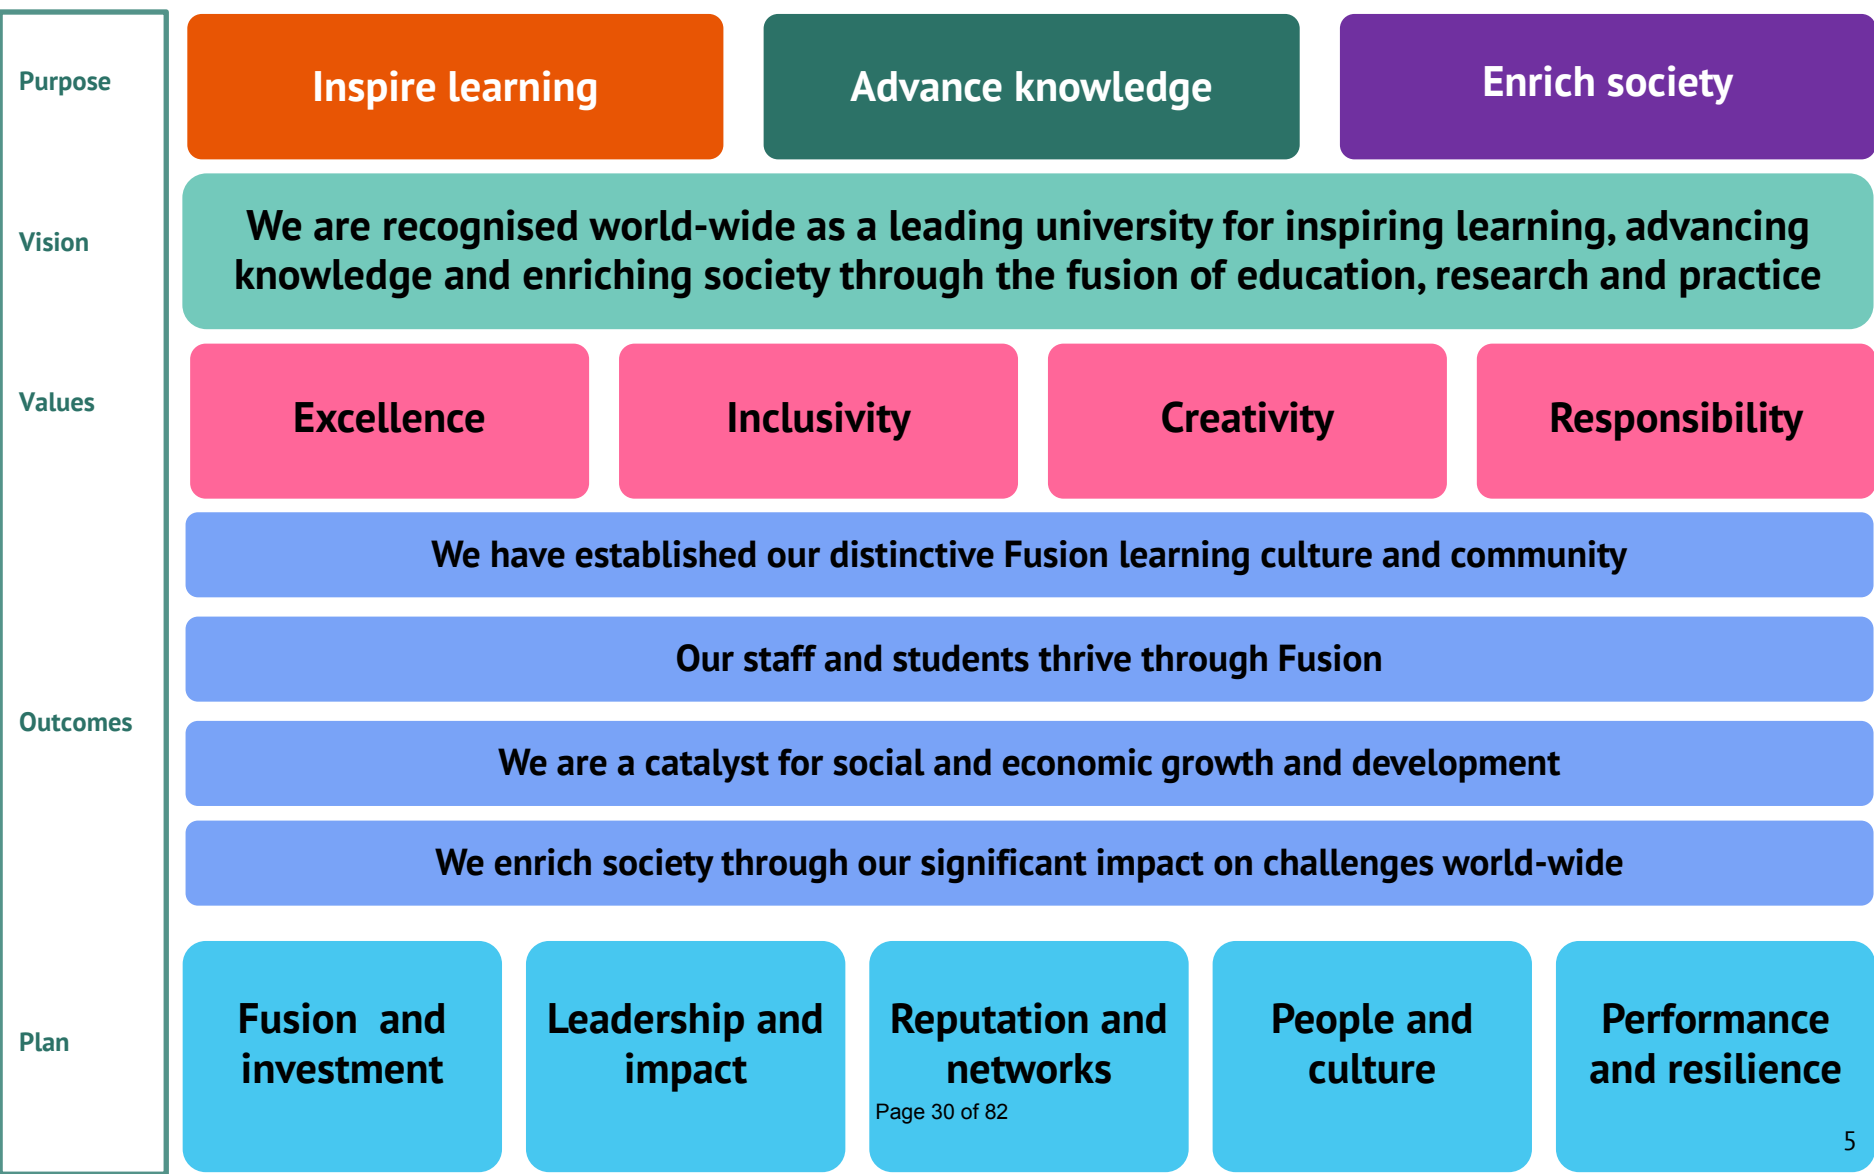 Purpose
Inspire learning
Advance knowledge
Enrich society
Vision
We are recognised world-wide as a leading university for inspiring learning, advancing
knowledge and enriching society through the fusion of education, research and practice
Values
Excellence
Inclusivity
Creativity
Responsibility
Outcomes
We have established our distinctive Fusion learning culture and community
Our staff and students thrive through Fusion
We are a catalyst for social and economic growth and development
We enrich society through our significant impact on challenges world-wide
Plan
Fusion and
investment
Leadership and
impact
Reputation and
networks
People and
culture
Performance
and resilience
Page 30 of 82
5